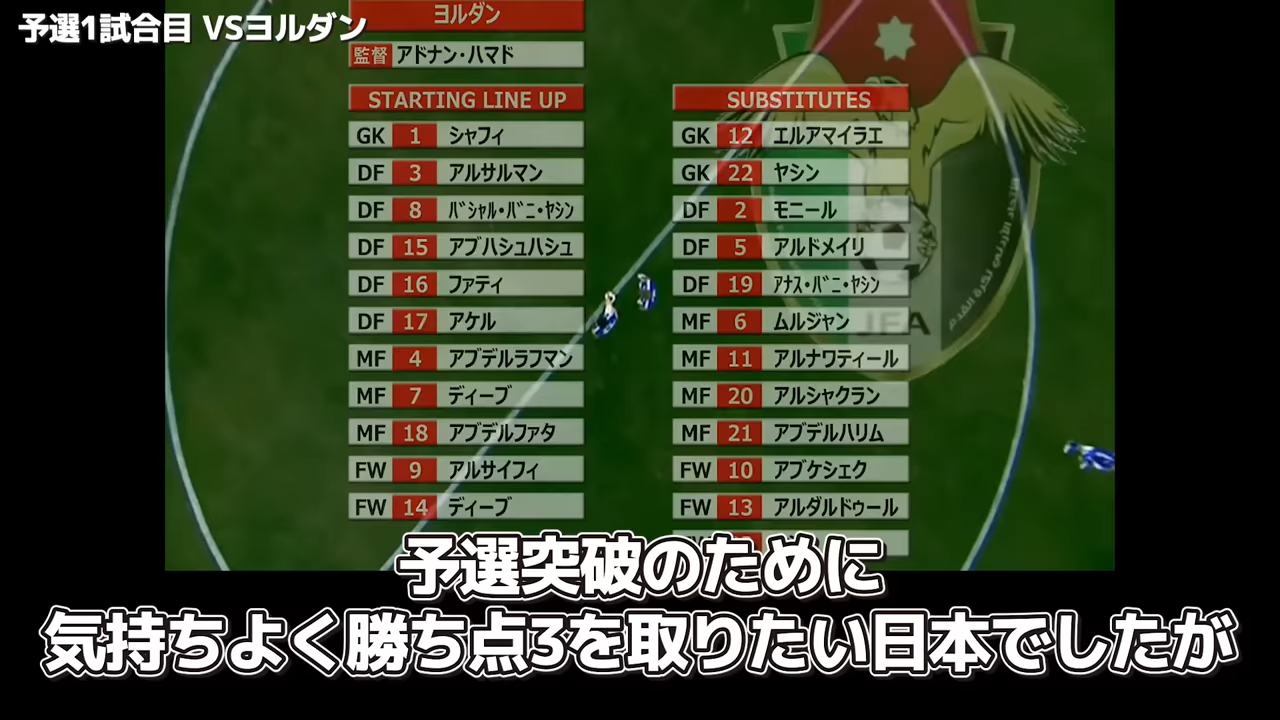 予選1試合目 VSヨルダン
ヨルダン
監督 アドナン・ハマド
STARTING LINE UP
GK 1 シャフィ
DF 3 アルサルマン
DF 8 バシャル・バニ・ヤシン
DF 15 アブハシュハシュ
DF 16 ファティ
DF 17 アケル
MF 4 アブデルラフマン
MF 7 ディーブ
MF 18 アブデルファタ
FW 9 アルサイフィ
FW 14 ディーブ
SUBSTITUTES
GK 12 エルアマイラエ
GK 22 ヤシン
DF 2 モニール
DF 5 アルドメイリ
DF 19 アナス・バニ・ヤシン
MF 6 ムルジャン
MF 11 アルナワティール
MF 20 アルシャクラン
MF 21 アブデルハリム
FW 10 アブケシェク
FW 13 アルダルドゥール
JFA
予選突破のために
気持ちよく勝ち点3を取りたい日本でしたが